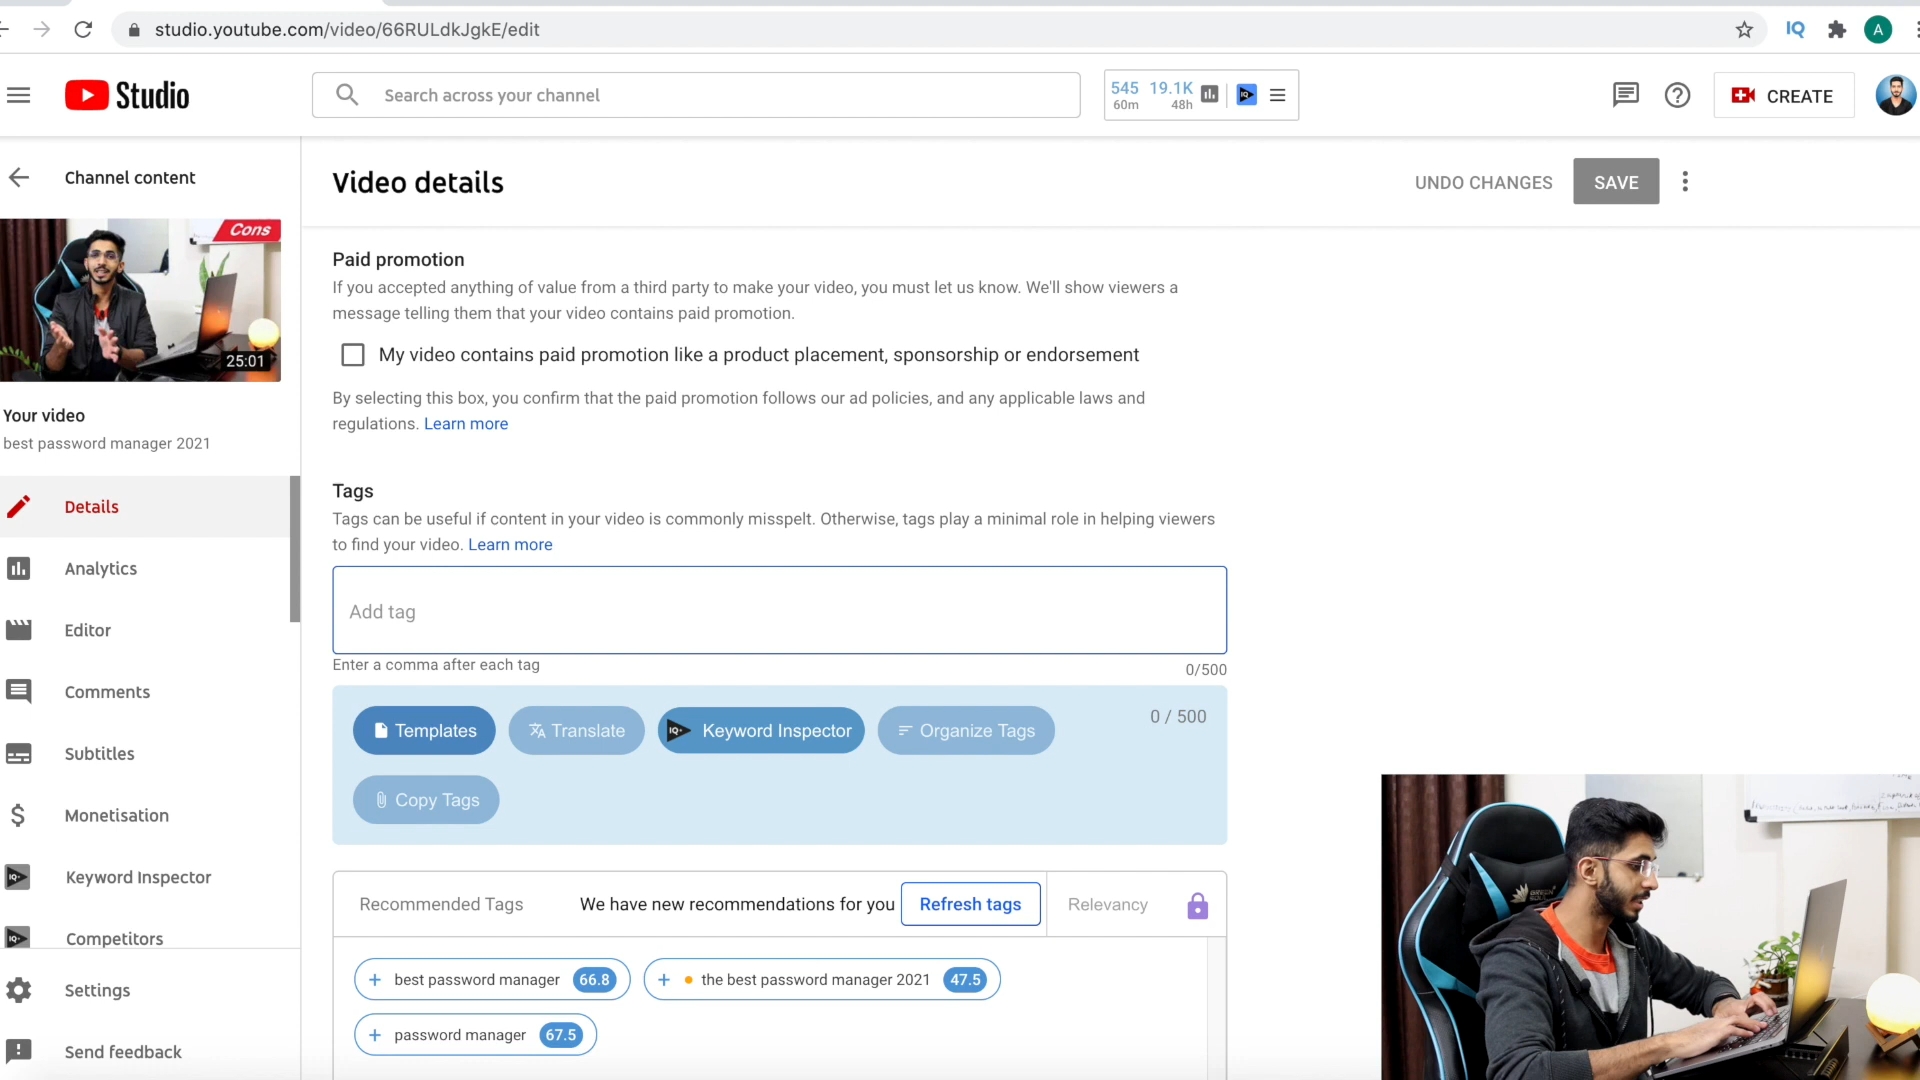 studio.youtube.com/video/66RULdkJgkE/edit
IQ
A
Studio
Search across your channel
545 19.1K
60m 48h
CREATE
Channel content
Video details
UNDO CHANGES
SAVE
Cons
25:01
Your video
best password manager 2021
Details
Analytics
Editor
Comments
Subtitles
Monetisation
Keyword Inspector
Competitors
Settings
Send feedback
Paid promotion
If you accepted anything of value from a third party to make your video, you must let us know. We'll show viewers a
message telling them that your video contains paid promotion.
My video contains paid promotion like a product placement, sponsorship or endorsement
By selecting this box, you confirm that the paid promotion follows our ad policies, and any applicable laws and
regulations. Learn more
Tags
Tags can be useful if content in your video is commonly misspelt. Otherwise, tags play a minimal role in helping viewers
to find your video. Learn more
Add tag
Enter a comma after each tag
0/500
Templates
Translate
Keyword Inspector
Organize Tags
0 / 500
Copy Tags
Recommended Tags
We have new recommendations for you
Refresh tags
Relevancy
best password manager 66.8
the best password manager 2021 47.5
password manager 67.5